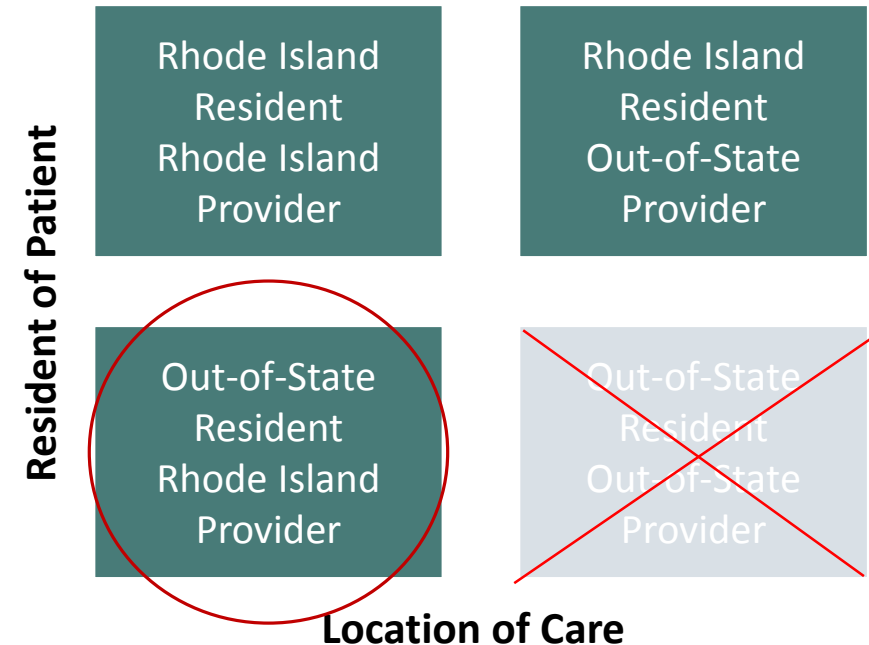 Resident of Patient
Rhode Island
Resident
Rhode Island
Provider
Rhode Island
Resident
Out-of-State
Provider
Out-of-State
Resident
Rhode Island
Provider
Out-of-State
Resident
Out-of-State
Provider
Location of Care